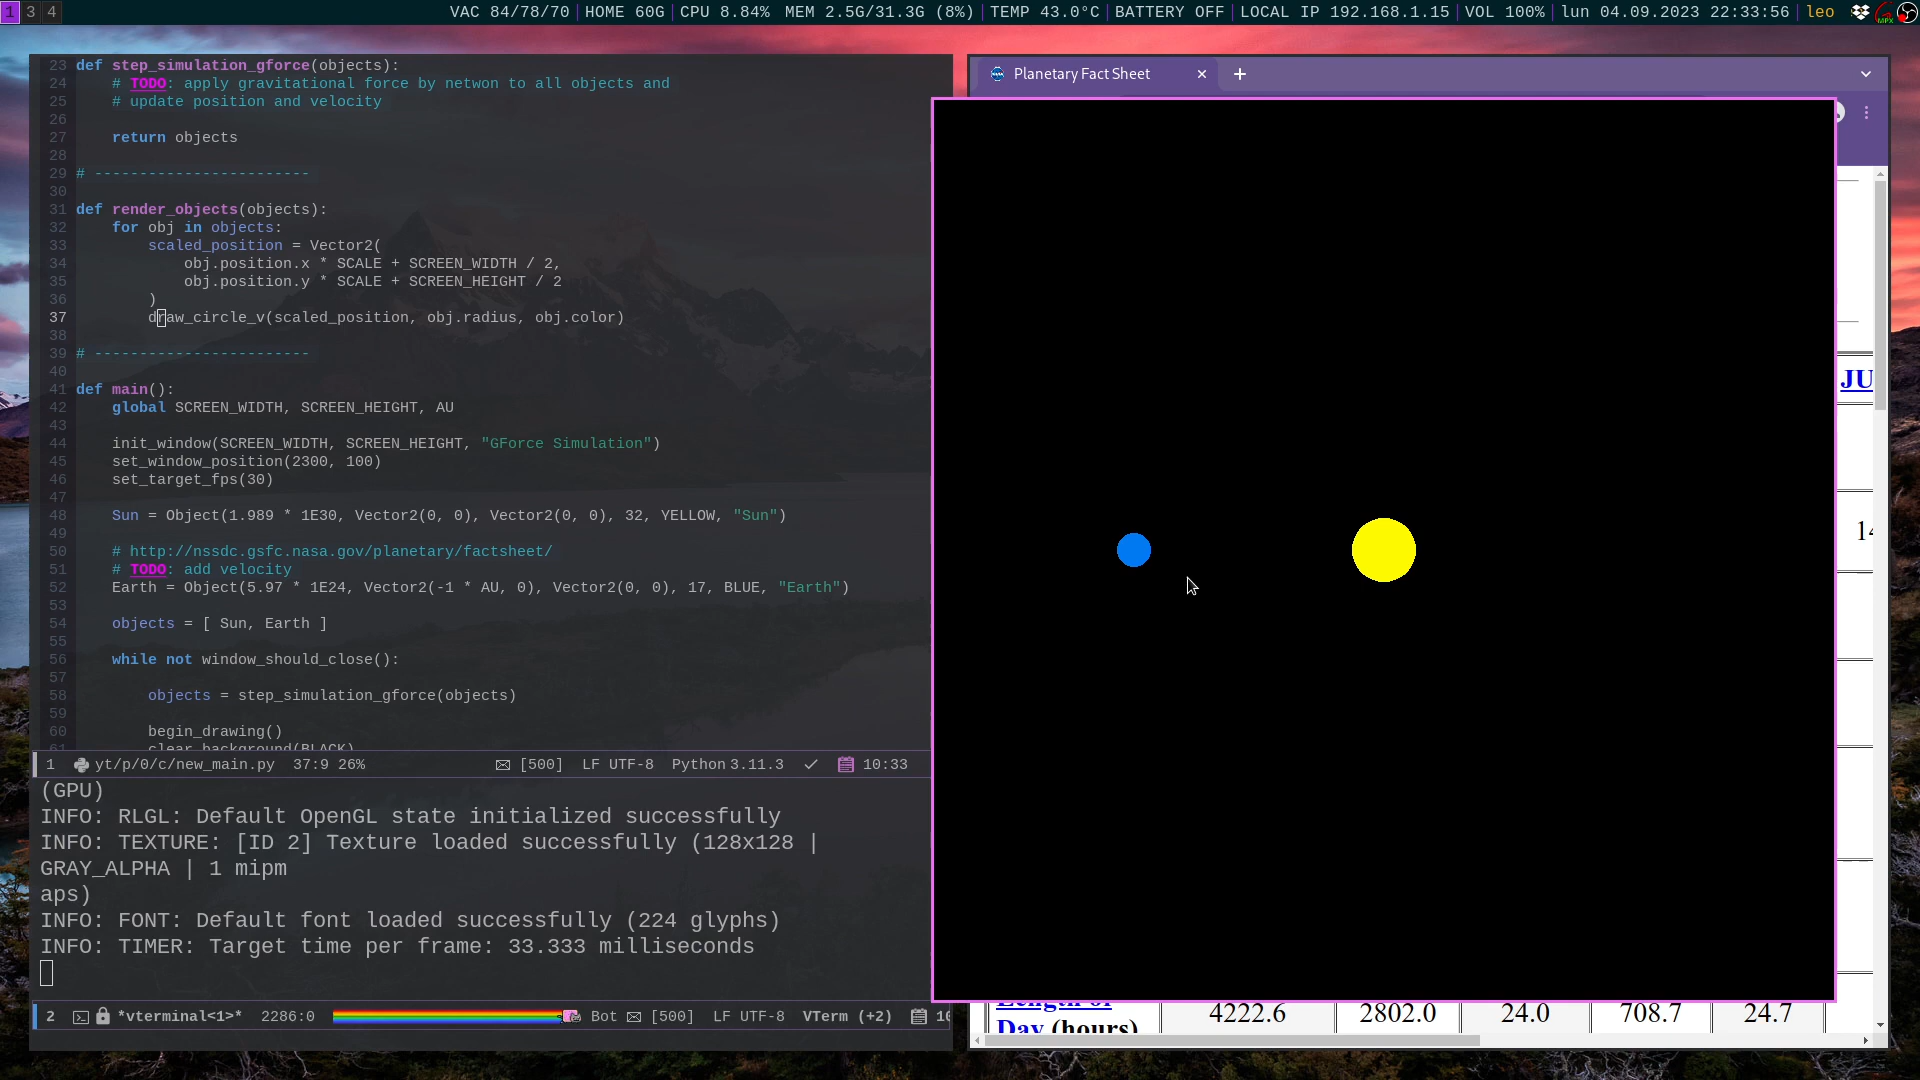 1 3 4 VAC 84/78/70 HOME 60G CPU 8.84% MEM 2.5G/31.3G (8%) TEMP 43.0°C BATTERY OFF LOCAL IP 192.168.1.15 VOL 100% lun 04.09.2023 22:33:56 leo
23 def step_simulation_gforce(objects):
24 # TODO: apply gravitational force by netwon to all objects and
25 # update position and velocity
26
27 return objects
28
29 # ------------------------
30
31 def render_objects(objects):
32 for obj in objects:
33 scaled_position = Vector2(
34 obj.position.x * SCALE + SCREEN_WIDTH / 2,
35 obj.position.y * SCALE + SCREEN_HEIGHT / 2
36 )
37 draw_circle_v(scaled_position, obj.radius, obj.color)
38
39 # ------------------------
40
41 def main():
42 global SCREEN_WIDTH, SCREEN_HEIGHT, AU
43
44 init_window(SCREEN_WIDTH, SCREEN_HEIGHT, "GForce Simulation")
45 set_window_position(2300, 100)
46 set_target_fps(30)
47
48 Sun = Object(1.989 * 1E30, Vector2(0, 0), Vector2(0, 0), 32, YELLOW, "Sun")
49
50 # http://nssdc.gsfc.nasa.gov/planetary/factsheet/
51 # TODO: add velocity
52 Earth = Object(5.97 * 1E24, Vector2(-1 * AU, 0), Vector2(0, 0), 17, BLUE, "Earth")
53
54 objects = [ Sun, Earth ]
55
56 while not window_should_close():
57
58 objects = step_simulation_gforce(objects)
59
60 begin_drawing()
61 clear_background(BLACK)
1 yt/p/0/c/new_main.py 37:9 26% [500] LF UTF-8 Python 3.11.3 10:33
(GPU)
INFO: RLGL: Default OpenGL state initialized successfully
INFO: TEXTURE: [ID 2] Texture loaded successfully (128x128 |
GRAY_ALPHA | 1 mipm
aps)
INFO: FONT: Default font loaded successfully (224 glyphs)
INFO: TIMER: Target time per frame: 33.333 milliseconds
2 *vterminal<1>* 2286:0 Bot [500] LF UTF-8 VTerm (+2)
Planetary Fact Sheet
JU
14
Length of
Day (hours) 4222.6 2802.0 24.0 708.7 24.7